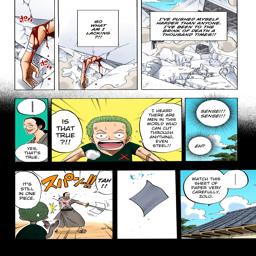 I'VE PUSHED MYSELF
HARDER THAN ANYONE.
I'VE BEEN TO THE
BRINK OF DEATH A
THOUSAND TIMES!!
SO
WHAT
AM I
LACKING
?!!
SENSEI!!
SENSEI!!
EH?
I HEARD
THERE ARE
MEN IN THIS
WORLD WHO
CAN CUT
THROUGH
ANYTHING,
EVEN
STEEL!!
IS
THAT
TRUE
?!!
YES,
THAT'S
TRUE.
WATCH THIS
SHEET OF PAPER
VERY CAREFULLY,
ZOLO.
TAH
!!
スパン!!
IT'S
STILL IN
ONE
PIECE.